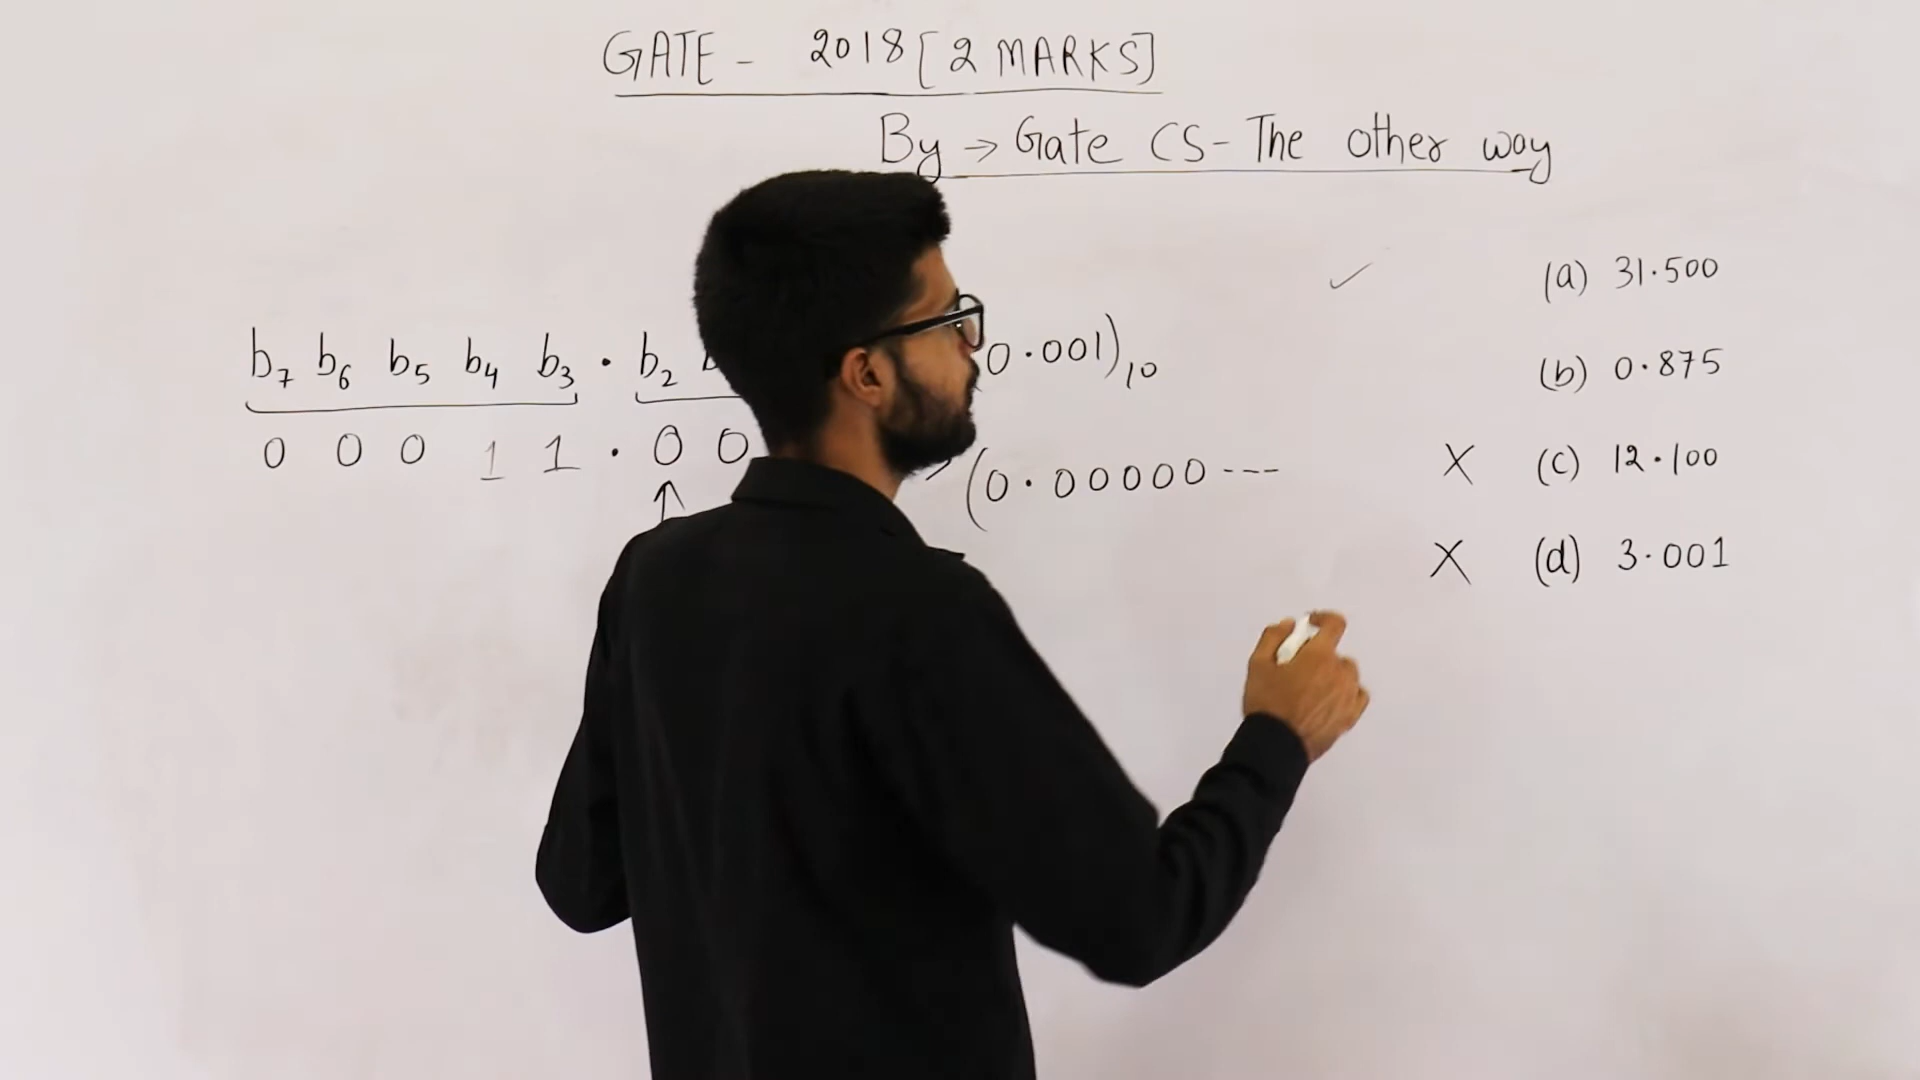 GATE - 2018 [2 MARKS]
By → Gate CS - The other way
(a) 31.500
b7 b6 b5 b4 b3 . b2 0.001)10
(b) 0.875
0 0 0 1 1 . 0 0 (0.00000---
X (c) 12.100
X (d) 3.001